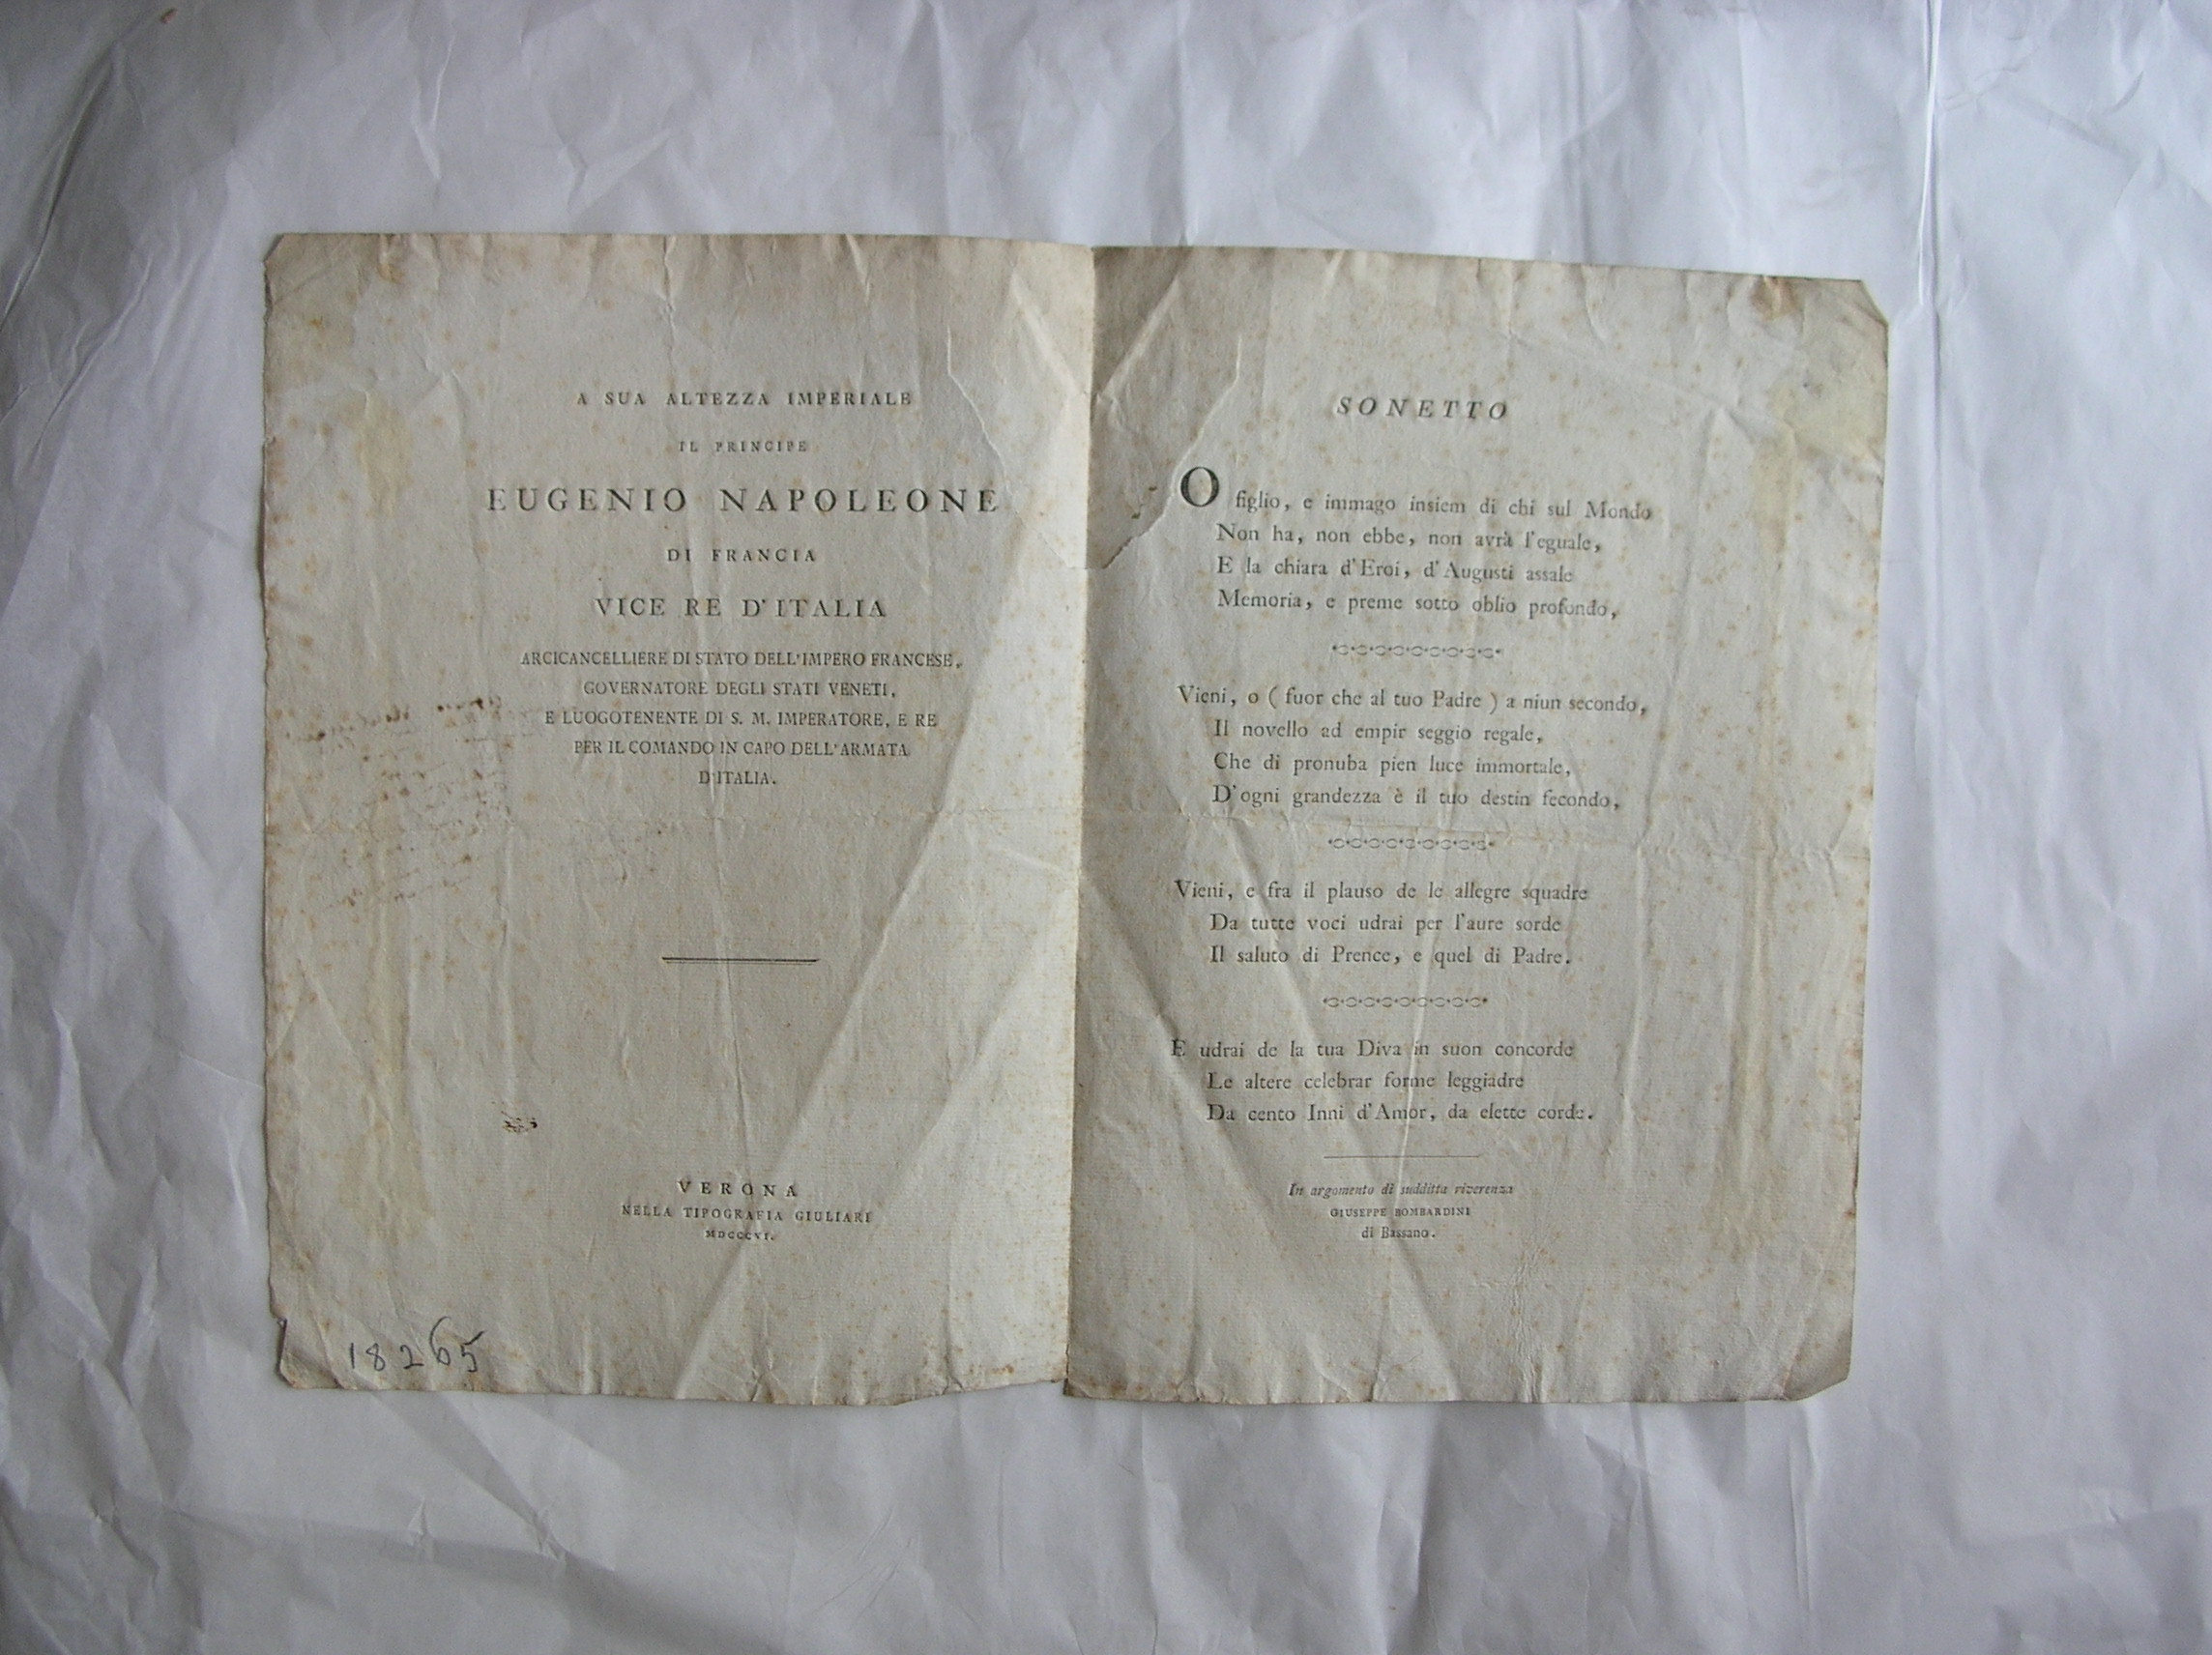 A SUA ALTEZZA IMPERIALE
IL PRINCIPE
EUGENIO NAPOLEONE
DI FRANCIA
VICE RE D'ITALIA
ARCICANCELLIERE DI STATO DELL'IMPERO FRANCESE,
GOVERNATORE DEGLI STATI VENETI,
E LUOGOTENENTE DI S. M. IMPERATORE, E RE
PER IL COMANDO IN CAPO DELL'ARMATA
D'ITALIA.
VERONA
NELLA TIPOGRAFIA GIULIARI
MDCCCVI.
18265
SONETTO
O figlio, e immago insiem di chi sul Mondo
Non ha, non ebbe, non avrà l'eguale,
E la chiara d'Eroi, d'Augusti assale
Memoria, e preme sotto oblio profondo,
Vieni, o ( fuor che al tuo Padre ) a niun secondo,
Il novello ad empir seggio regale,
Che di pronuba pien luce immortale,
D'ogni grandezza è il tuo destin fecondo,
Vieni, e fra il plauso de le allegre squadre
Da tutte voci udrai per l'aure sorde
Il saluto di Prence, e quel di Padre.
E udrai de la tua Diva in suon concorde
Le altere celebrar forme leggiadre
Da cento Inni d'Amor, da elette corde.
In argomento di sudditta riverenza
GIUSEPPE BOMBARDINI
di Bassano.